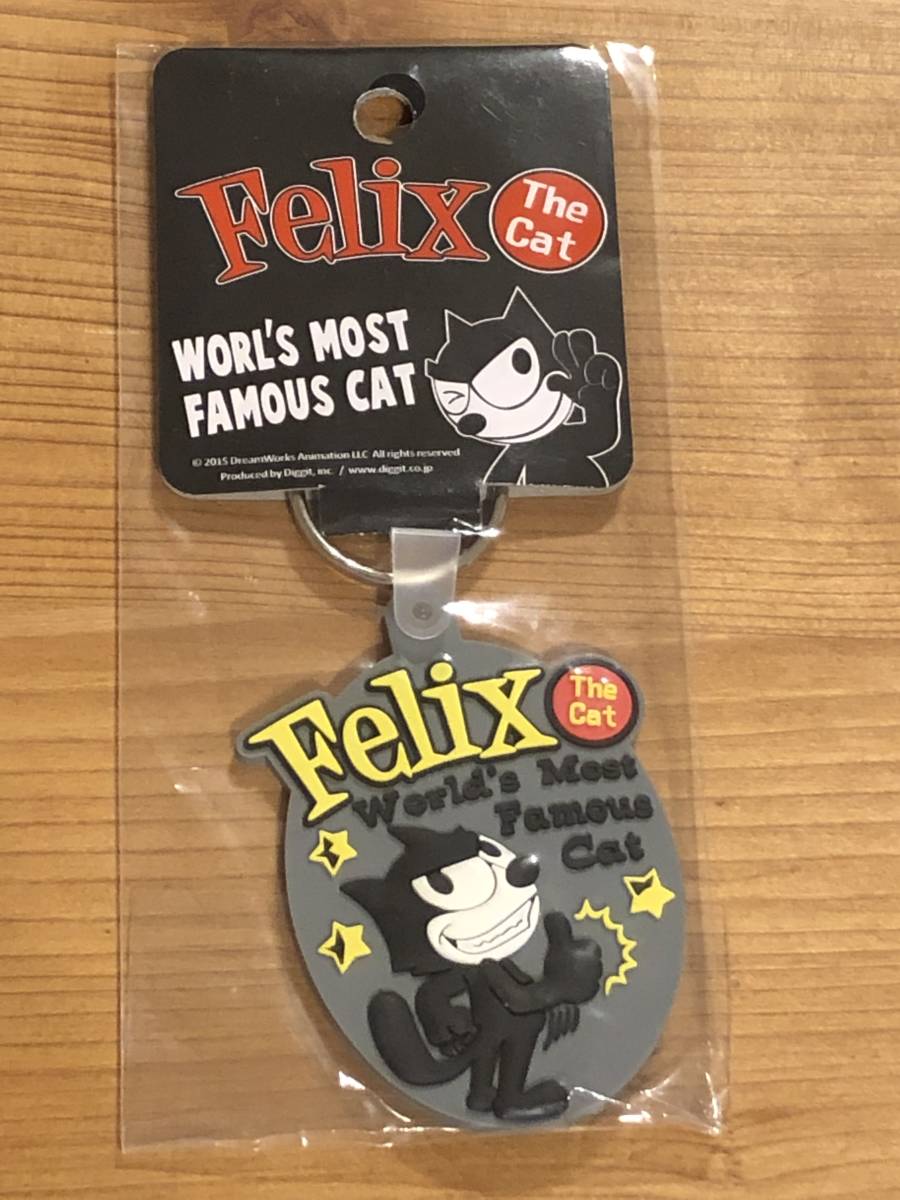 Felix The Cat
WORL'S MOST
FAMOUS CAT
© 2015 DreamWorks Animation LLC All rights reserved
Produced by Diggit, inc. / www.diggit.co.jp
Felix The Cat
World's Most
Famous
Cat